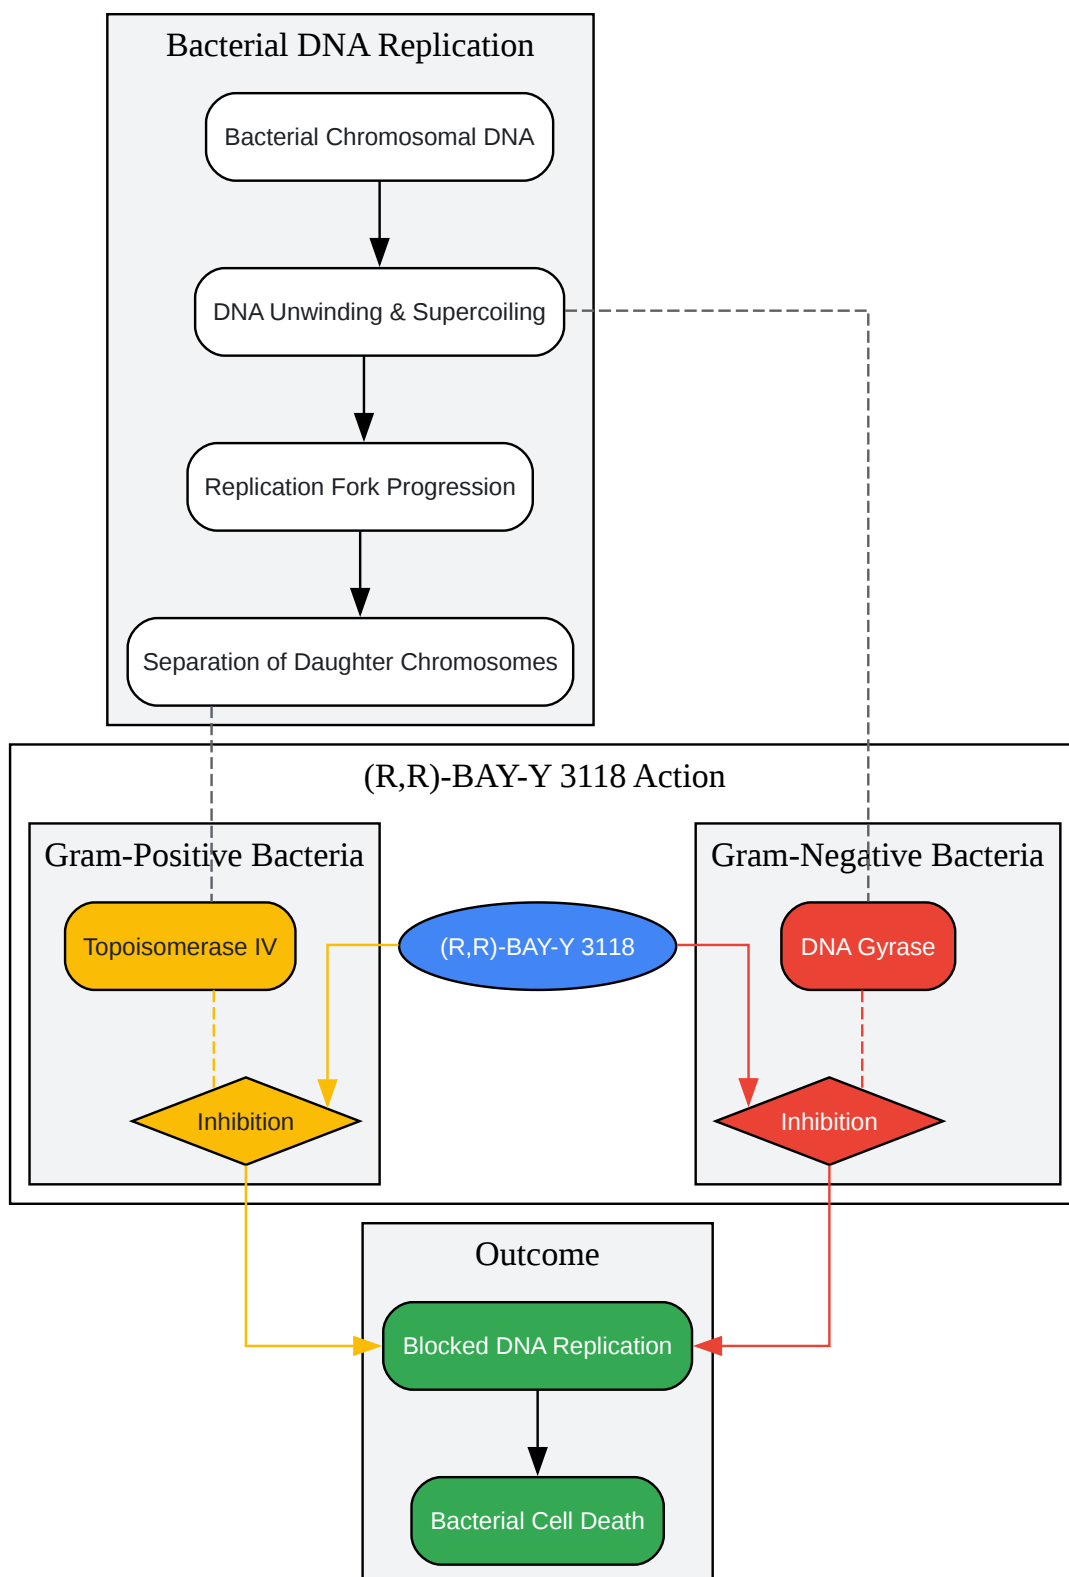 Bacterial DNA Replication
Bacterial Chromosomal DNA
DNA Unwinding & Supercoiling
Replication Fork Progression
Separation of Daughter Chromosomes
(R,R)-BAY-Y 3118 Action
Gram-Positive Bacteria
Gram-Negative Bacteria
Topoisomerase IV
(R,R)-BAY-Y 3118
DNA Gyrase
Inhibition
Inhibition
Outcome
Blocked DNA Replication
Bacterial Cell Death